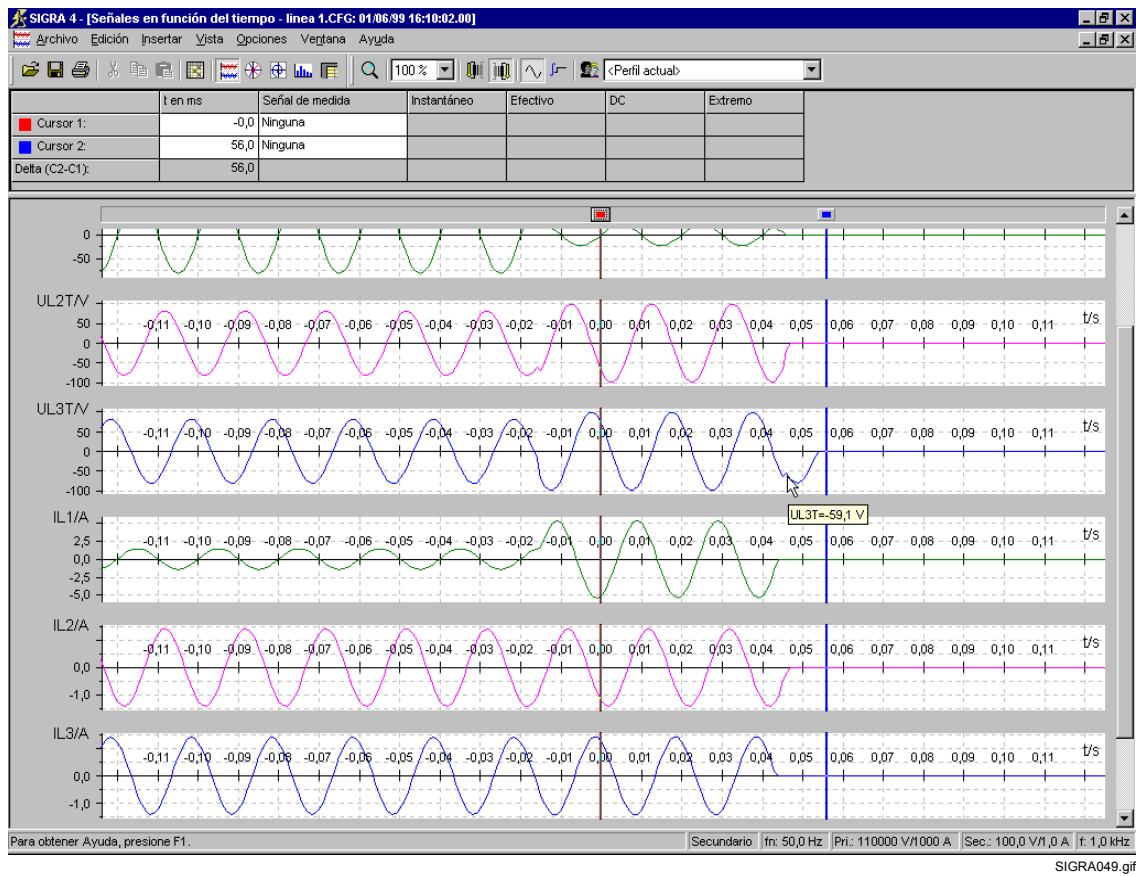 SIGRA 4 - [Señales en función del tiempo - linea 1.CFG: 01/06/99 16:10:02.00]
Archivo Edición Insertar Vista Opciones Ventana Ayuda
100 % <Perfil actual>
t en ms Señal de medida Instantáneo Efectivo DC Extremo
Cursor 1: -0,0 Ninguna
Cursor 2: 56,0 Ninguna
Delta (C2-C1): 56,0
0
-50
UL2T/V
50
-0,11 -0,10 -0,09 -0,08 -0,07 -0,06 -0,05 -0,04 -0,03 -0,02 -0,01 0,00 0,01 0,02 0,03 0,04 0,05 0,06 0,07 0,08 0,09 0,10 0,11 t/s
0
-50
-100
UL3T/V
50
-0,11 -0,10 -0,09 -0,08 -0,07 -0,06 -0,05 -0,04 -0,03 -0,02 -0,01 0,00 0,01 0,02 0,03 0,04 0,05 0,06 0,07 0,08 0,09 0,10 0,11 t/s
0
-50
-100
UL3T=-59,1 V
IL1/A
2,5
-0,11 -0,10 -0,09 -0,08 -0,07 -0,06 -0,05 -0,04 -0,03 -0,02 -0,01 0,00 0,01 0,02 0,03 0,04 0,05 0,06 0,07 0,08 0,09 0,10 0,11 t/s
0,0
-2,5
-5,0
IL2/A
-0,11 -0,10 -0,09 -0,08 -0,07 -0,06 -0,05 -0,04 -0,03 -0,02 -0,01 0,00 0,01 0,02 0,03 0,04 0,05 0,06 0,07 0,08 0,09 0,10 0,11 t/s
0,0
-1,0
IL3/A
-0,11 -0,10 -0,09 -0,08 -0,07 -0,06 -0,05 -0,04 -0,03 -0,02 -0,01 0,00 0,01 0,02 0,03 0,04 0,05 0,06 0,07 0,08 0,09 0,10 0,11 t/s
0,0
-1,0
Para obtener Ayuda, presione F1. Secundario fn: 50,0 Hz Pri.: 110000 V/1000 A Sec.: 100,0 V/1,0 A f: 1,0 kHz
SIGRA049.gif